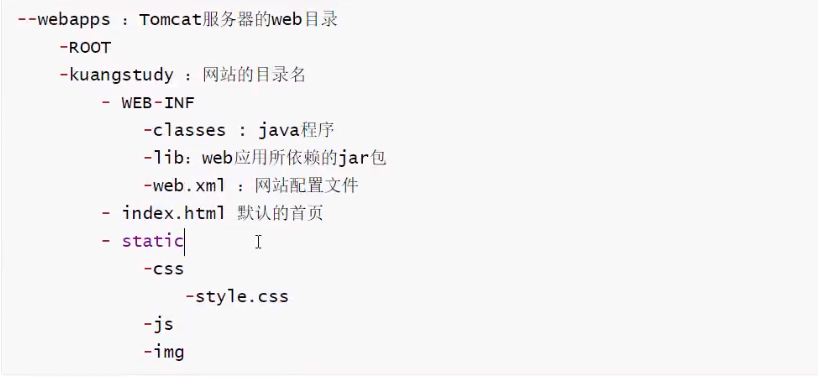 --webapps ：Tomcat服务器的web目录
-ROOT
-kuangstudy ：网站的目录名
- WEB-INF
-classes : java程序
-lib：web应用所依赖的jar包
-web.xml ：网站配置文件
- index.html 默认的首页
- static
-css
-style.css
-js
-img